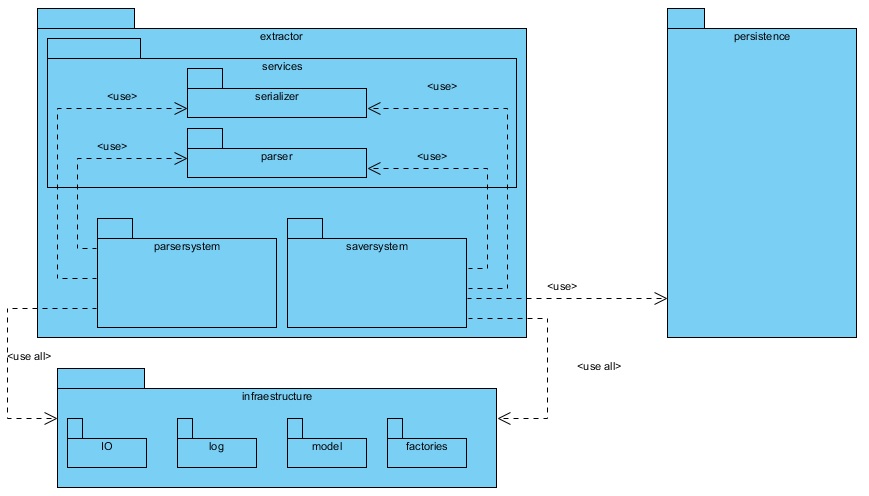 extractor
persistence
services
<use>
<use>
serializer
<use>
<use>
parser
parsersystem
saversystem
<use>
<use all>
<use all>
infraestructure
IO
log
model
factories